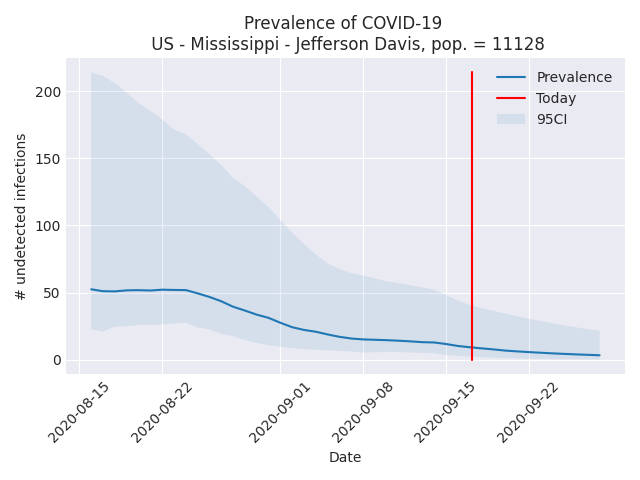 Prevalence of COVID-19
US - Mississippi - Jefferson Davis, pop. = 11128
# undetected infections
200
150
100
50
0
Prevalence
Today
95CI
2020-08-15
2020-08-22
2020-09-01
2020-09-08
2020-09-15
2020-09-22
Date